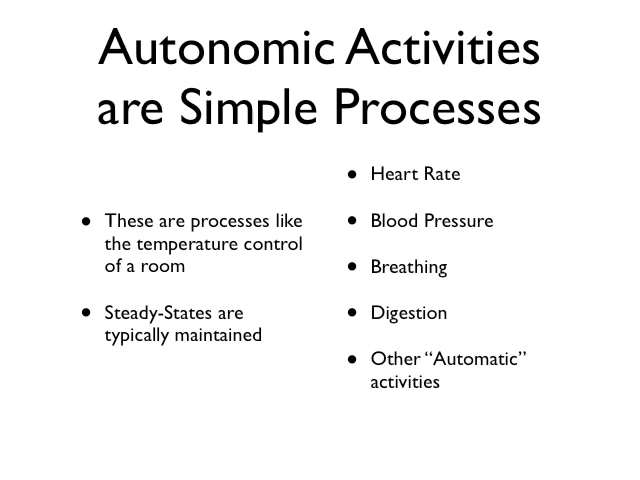 Autonomic Activities
are Simple Processes
• These are processes like
the temperature control
of a room
• Steady-States are
typically maintained
• Heart Rate
• Blood Pressure
• Breathing
• Digestion
• Other “Automatic”
activities